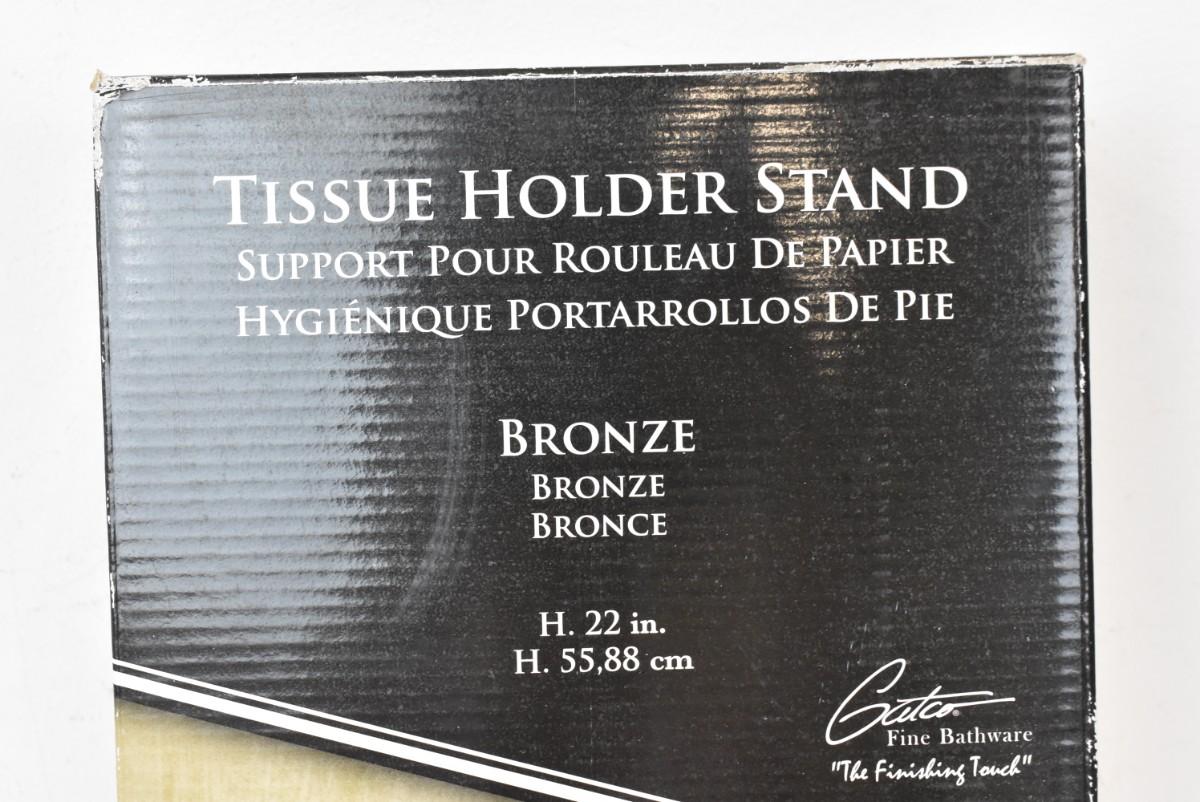 Tissue Holder Stand
Support Pour Rouleau De Papier
Hygiénique Portarrollos De Pie
Bronze
Bronze
Bronce
H. 22 in.
H. 55,88 cm
Gatco®
Fine Bathware
"The Finishing Touch"